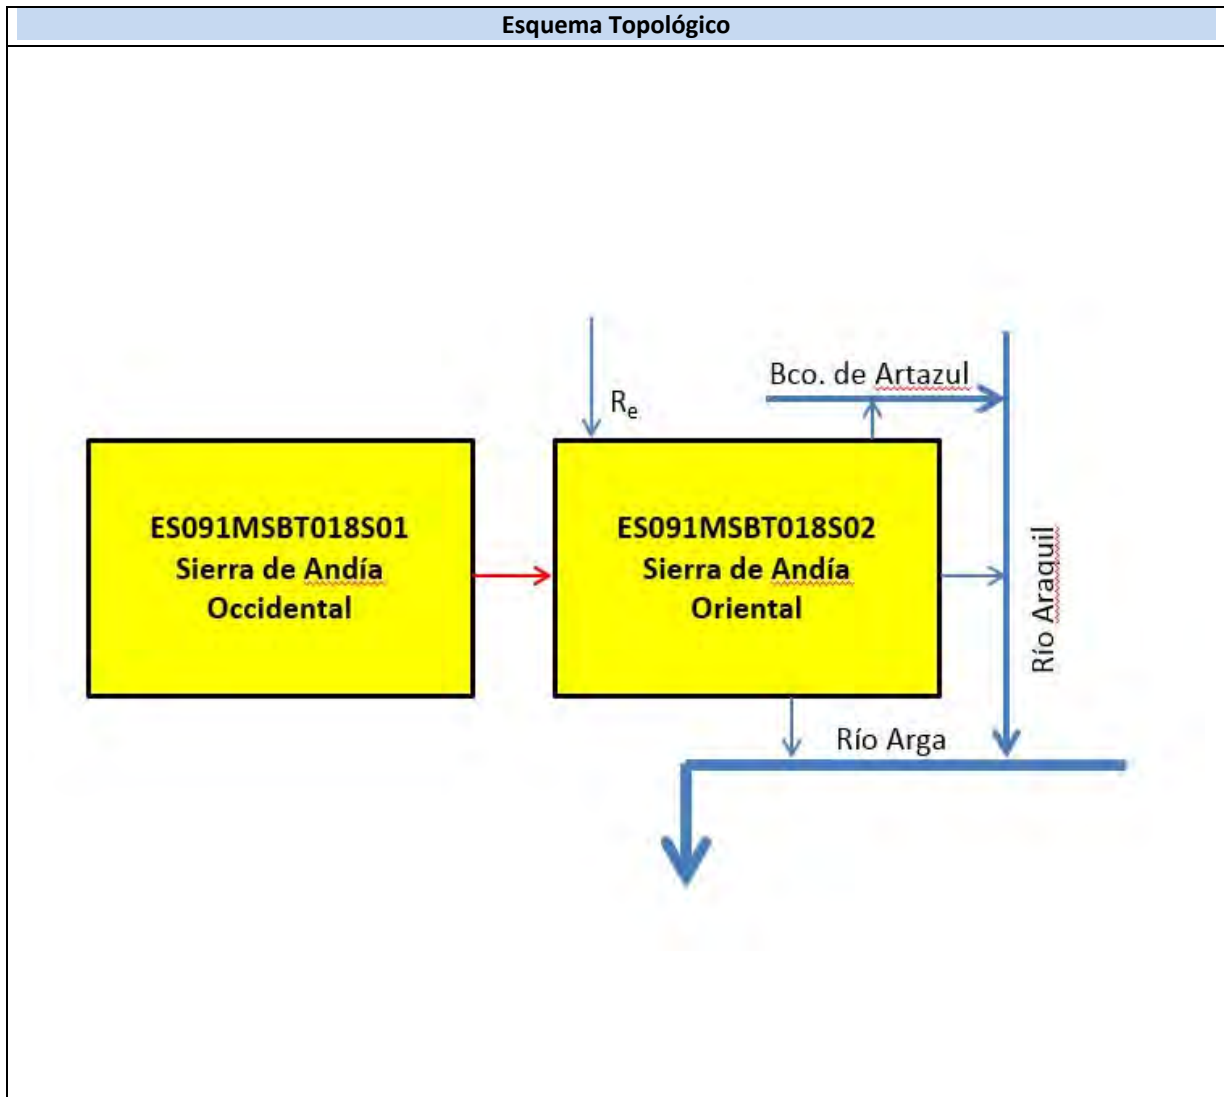 Esquema Topológico
Bco. de Artazul
Re
ES091MSBT018S01
Sierra de Andía
Occidental
ES091MSBT018S02
Sierra de Andía
Oriental
Río Araquil
Río Arga